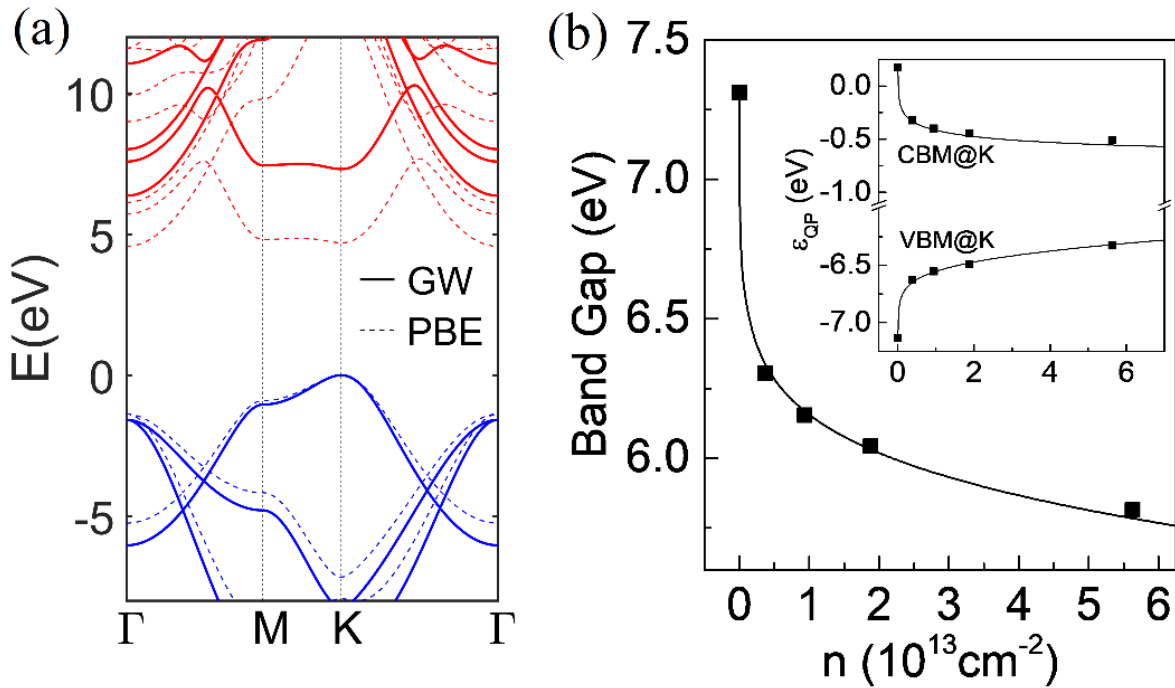 (a)
E(eV)
10
5
0
-5
GW
PBE
Γ
M
K
Γ
(b)
Band Gap (eV)
7.5
7.0
6.5
6.0
0
1
2
3
4
5
6
n (10¹³cm⁻²)
ε_QP (eV)
0.0
-0.5
-1.0
-6.5
-7.0
CBM@K
VBM@K
0
2
4
6